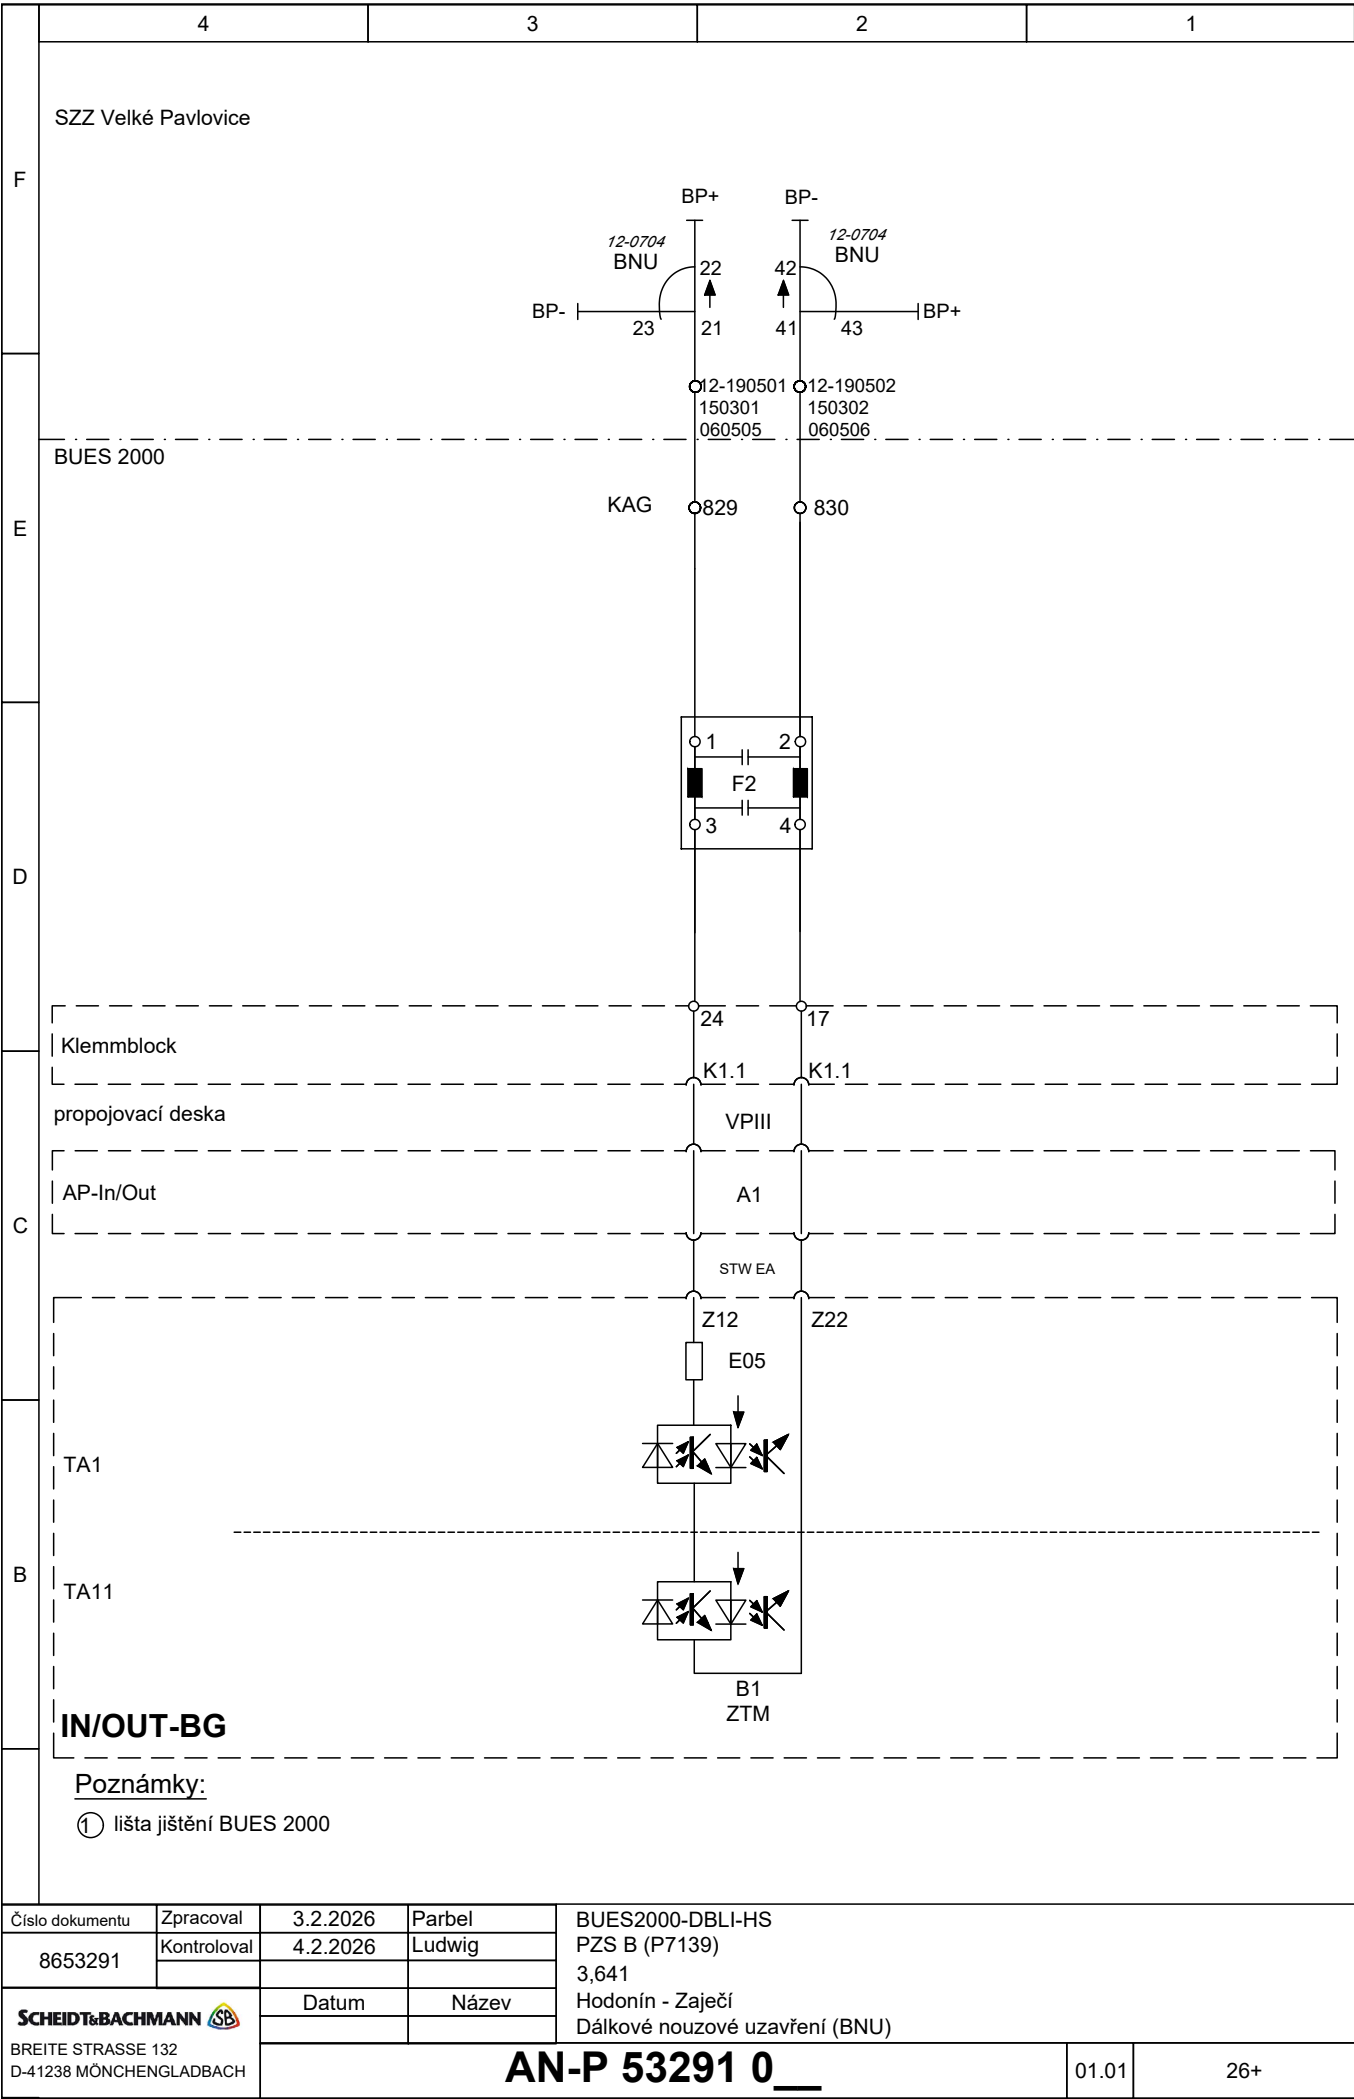 4 3 2 1
SZZ Velké Pavlovice
F
BP+ BP-
12-0704 12-0704
BNU BNU
22 42
BP- BP+
23 21 41 43
12-190501 12-190502
150301 150302
060505 060506
BUES 2000
KAG 829 830
E
1 2
F2
3 4
D
24 17
Klemmblock
K1.1 K1.1
propojovací deska VPIII
AP-In/Out A1
C
STW EA
Z12 Z22
E05
TA1
B
TA11
B1
ZTM
IN/OUT-BG
Poznámky:
1 lišta jištění BUES 2000
Číslo dokumentu Zpracoval 3.2.2026 Parbel BUES2000-DBLI-HS
8653291 Kontroloval 4.2.2026 Ludwig PZS B (P7139)
3,641
Datum Název Hodonín - Zaječí
SCHEIDT&BACHMANN SB
Dálkové nouzové uzavření (BNU)
BREITE STRASSE 132
D-41238 MÖNCHENGLADBACH
AN-P 53291 0__ 01.01 26+